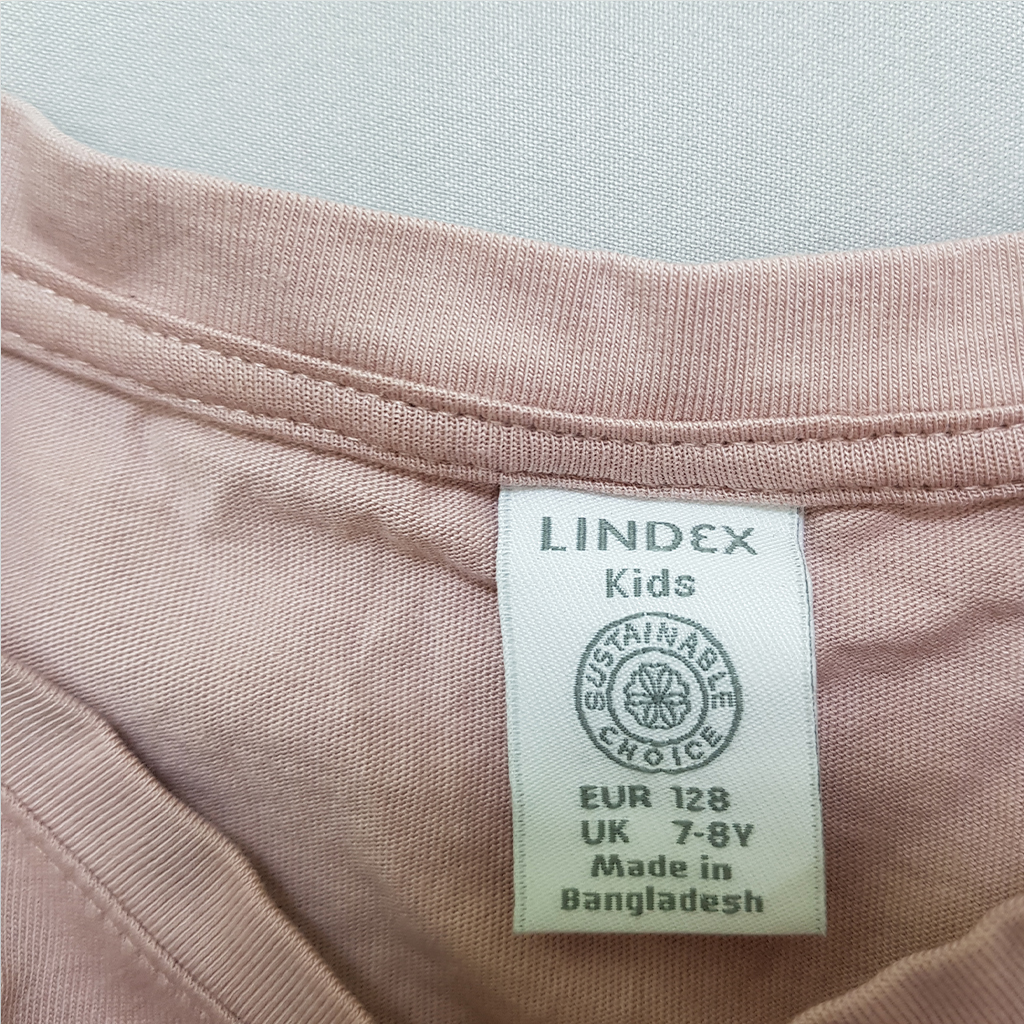 LINDEX
Kids
SUSTAINABLE
CHOICE
EUR 128
UK 7-8Y
Made in
Bangladesh